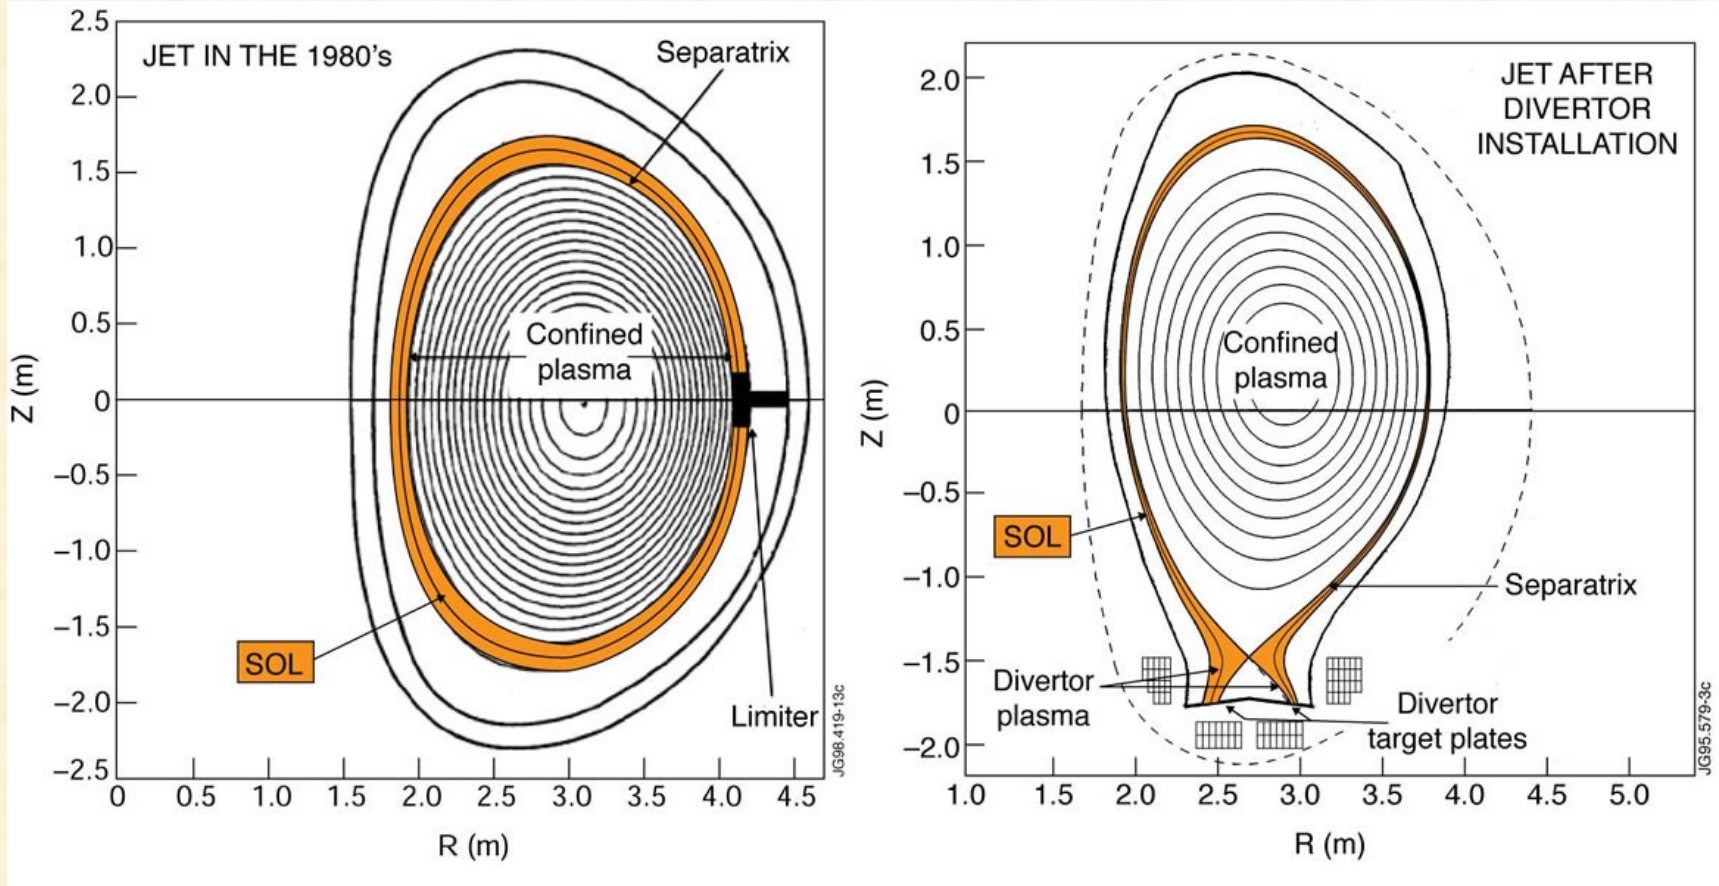 JET IN THE 1980's
Separatrix
Confined
plasma
SOL
Limiter
JG98.419-13c
2.5
2.0
1.5
1.0
0.5
0
−0.5
−1.0
−1.5
−2.0
−2.5
Z (m)
0 0.5 1.0 1.5 2.0 2.5 3.0 3.5 4.0 4.5
R (m)
JET AFTER
DIVERTOR
INSTALLATION
Confined
plasma
SOL
Separatrix
Divertor
plasma
Divertor
target plates
JG95.579-3c
2.0
1.5
1.0
0.5
0
−0.5
−1.0
−1.5
−2.0
Z (m)
1.0 1.5 2.0 2.5 3.0 3.5 4.0 4.5 5.0
R (m)